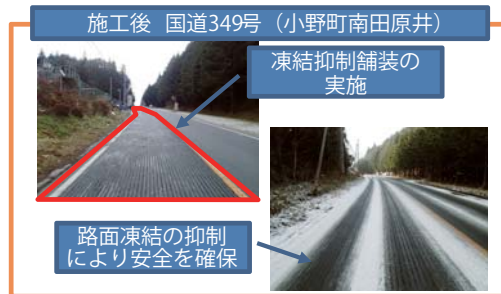 施工後 国道349号（小野町南田原井）
凍結抑制舗装の
実施
路面凍結の抑制
により安全を確保